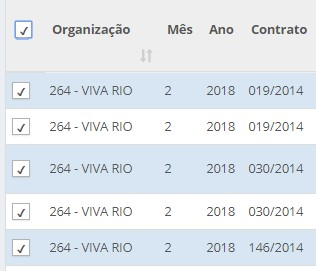 Organização Mês Ano Contrato
264 - VIVA RIO 2 2018 019/2014
264 - VIVA RIO 2 2018 019/2014
264 - VIVA RIO 2 2018 030/2014
264 - VIVA RIO 2 2018 030/2014
264 - VIVA RIO 2 2018 146/2014